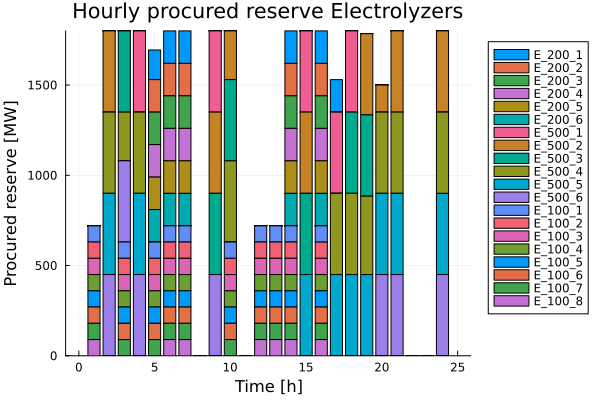 Hourly procured reserve Electrolyzers
Procured reserve [MW]
1500
1000
500
0
0
5
10
15
20
25
Time [h]
E_200_1
E_200_2
E_200_3
E_200_4
E_200_5
E_200_6
E_500_1
E_500_2
E_500_3
E_500_4
E_500_5
E_500_6
E_100_1
E_100_2
E_100_3
E_100_4
E_100_5
E_100_6
E_100_7
E_100_8